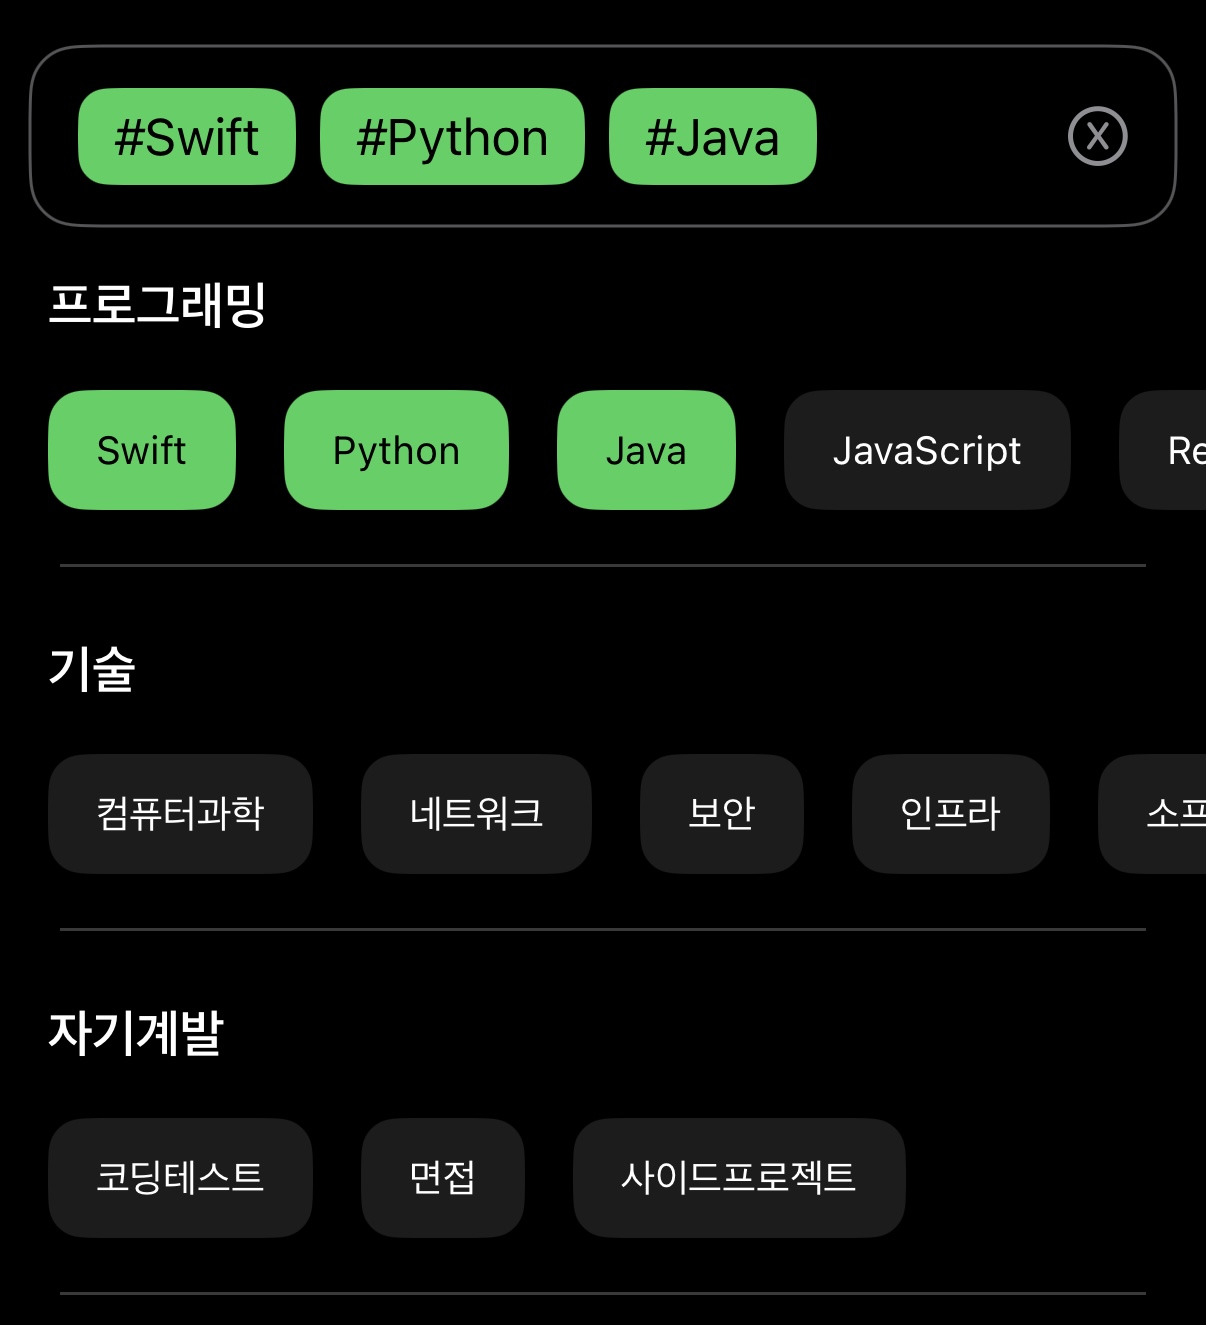 #Swift #Python #Java
프로그래밍
Swift Python Java JavaScript Re
기술
컴퓨터과학 네트워크 보안 인프라 소프
자기계발
코딩테스트 면접 사이드프로젝트